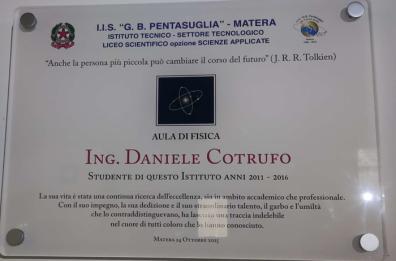 I.I.S. "G. B. PENTASUGLIA" - MATERA
ISTITUTO TECNICO - SETTORE TECNOLOGICO
LICEO SCIENTIFICO opzione SCIENZE APPLICATE
"Anche la persona più piccola può cambiare il corso del futuro" (J. R. R. Tolkien)
AULA DI FISICA
ING. DANIELE COTRUFO
STUDENTE DI QUESTO ISTITUTO ANNI 2011 - 2016
La sua vita è stata una continua ricerca dell'eccellenza, sia in ambito accademico che professionale.
Con il suo impegno, la sua dedizione e il suo straordinario talento, il garbo e l'umiltà
che lo contraddistinguevano, ha lasciato una traccia indelebile
nel cuore di tutti coloro che lo hanno conosciuto.
MATERA 24 OTTOBRE 2025